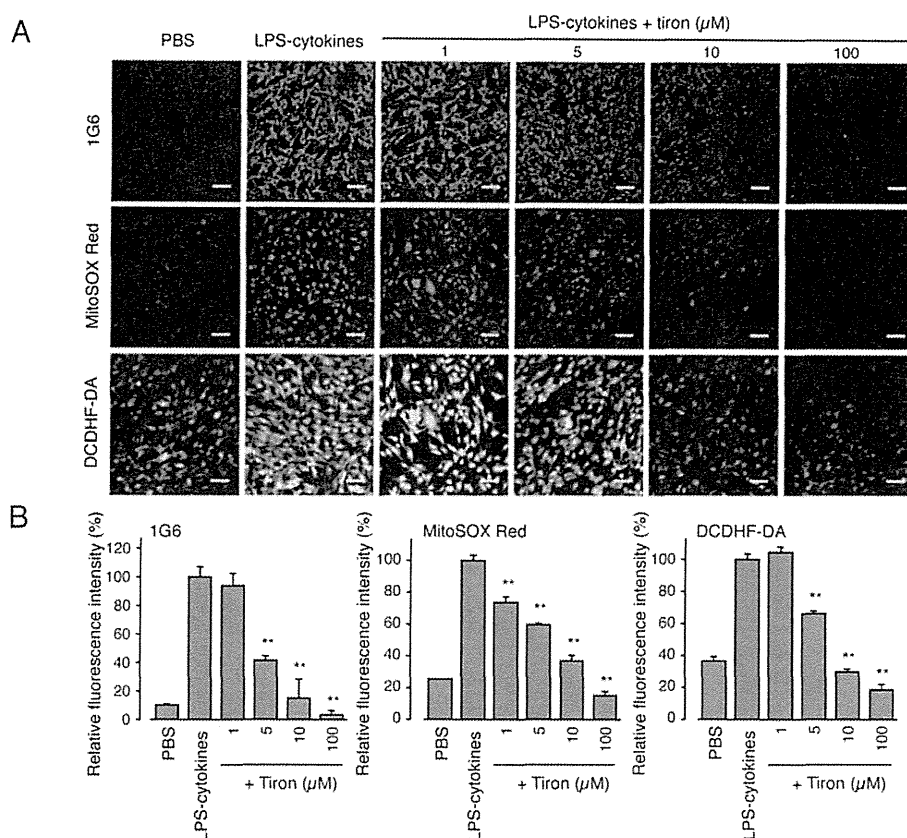 A
PBS
LPS-cytokines
LPS-cytokines + tiron (µM)
1
5
10
100
1G6
MitoSOX Red
DCDHF-DA
B
1G6
Relative fluorescence intensity (%)
120
100
80
60
40
20
0
** ** **
PBS
LPS-cytokines
1
5
10
100
+ Tiron (µM)
MitoSOX Red
Relative fluorescence intensity (%)
100
80
60
40
20
0
** ** ** **
PBS
LPS-cytokines
1
5
10
100
+ Tiron (µM)
DCDHF-DA
Relative fluorescence intensity (%)
100
80
60
40
20
0
** ** **
PBS
LPS-cytokines
1
5
10
100
+ Tiron (µM)